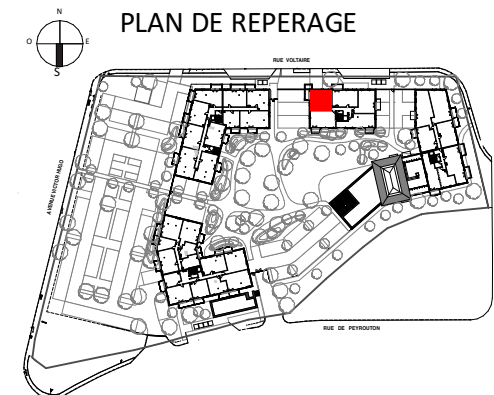 PLAN DE REPERAGE
N
O
E
S
RUE VOLTAIRE
AVENUE VICTOR HUGO
RUE DE PEYROUTON